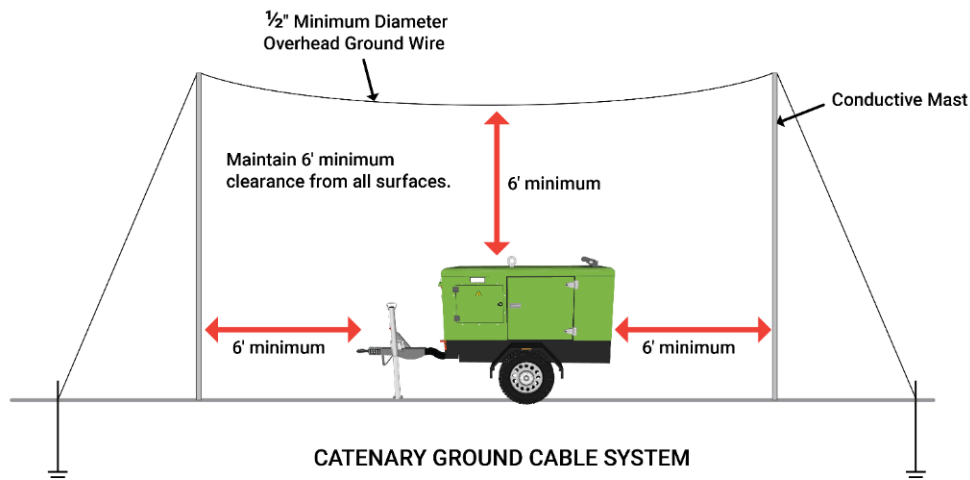 ½" Minimum Diameter
Overhead Ground Wire
Conductive Mast
Maintain 6' minimum
clearance from all surfaces.
6' minimum
6' minimum
6' minimum
CATENARY GROUND CABLE SYSTEM